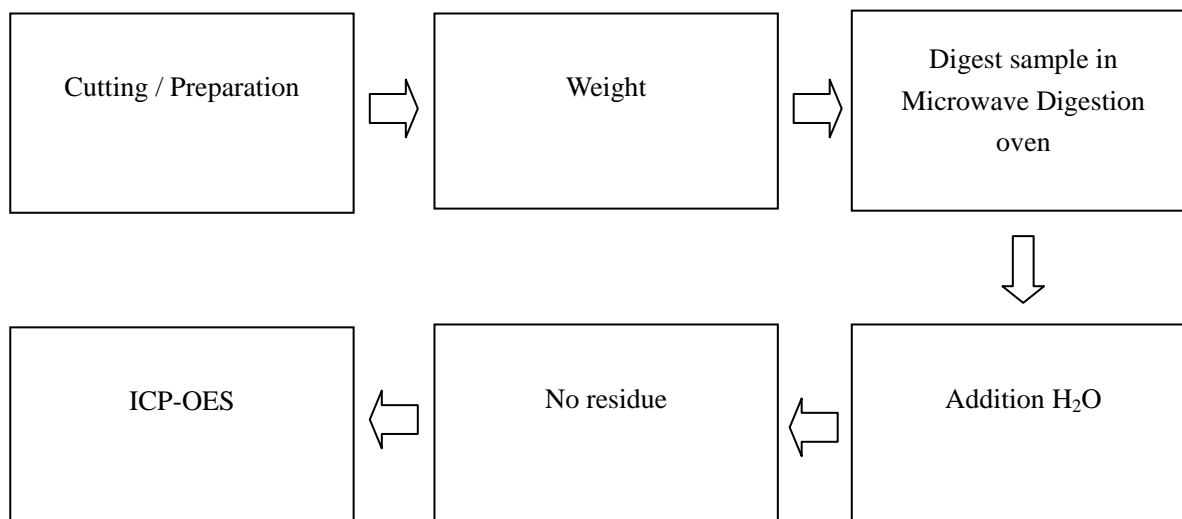 Cutting / Preparation
Weight
Digest sample in
Microwave Digestion
oven
Addition H₂O
No residue
ICP-OES